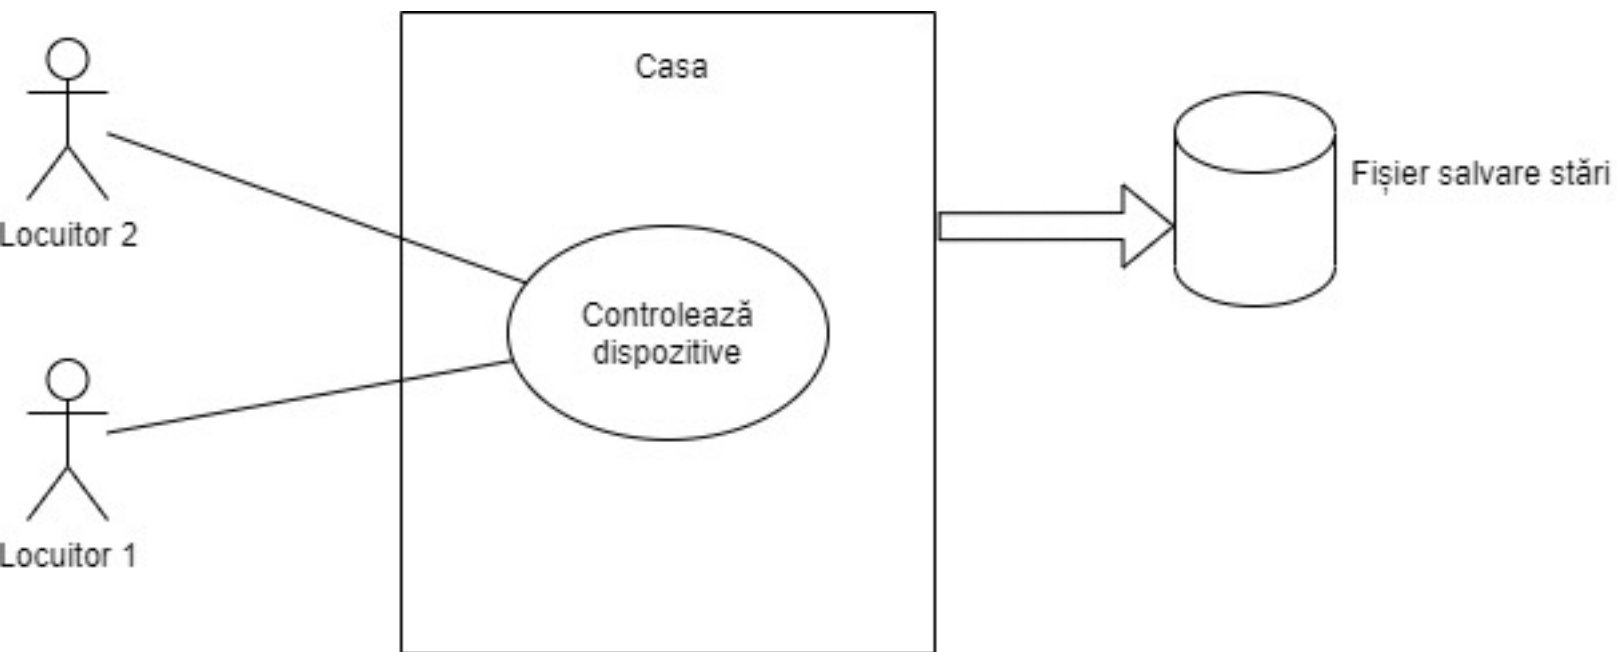 Casa
Locuitor 2
Controlează
dispozitive
Locuitor 1
Fișier salvare stări